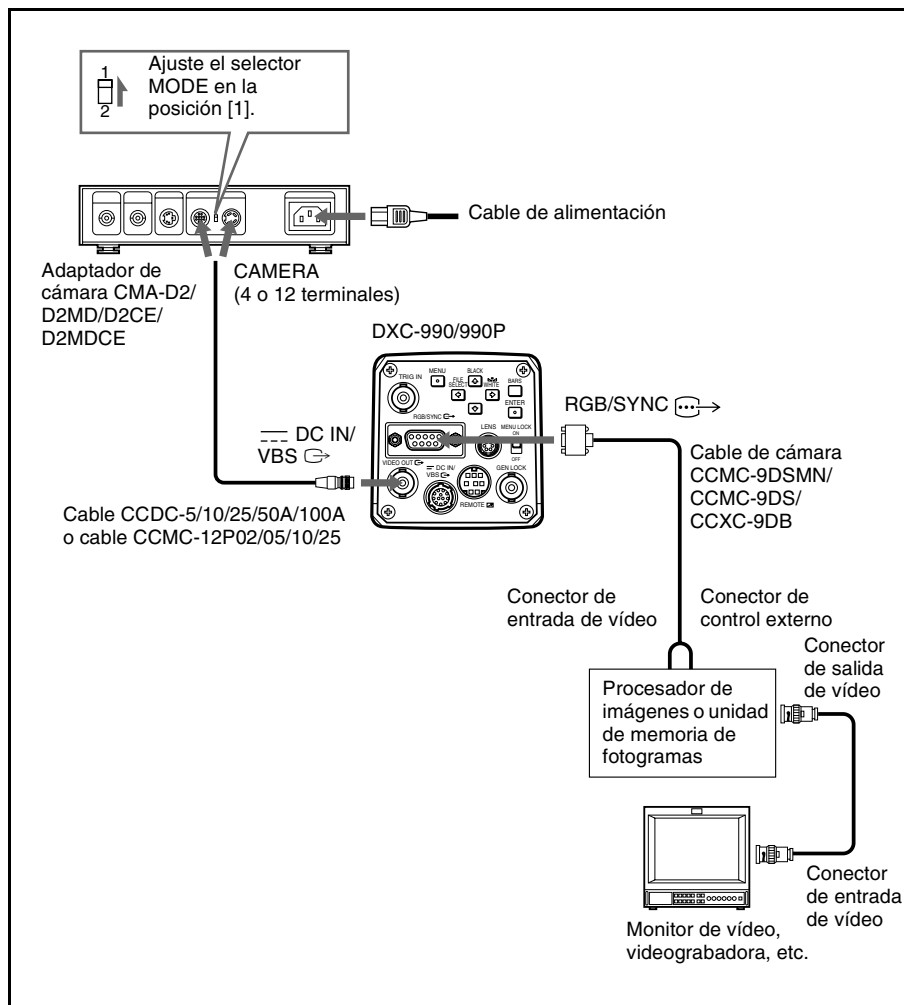 1
2
Ajuste el selector
MODE en la
posición [1].
Cable de alimentación
Adaptador de
cámara CMA-D2/
D2MD/D2CE/
D2MDCE
CAMERA
(4 o 12 terminales)
DXC-990/990P
TRIG IN
MENU
BLACK
FILE
SELECT
WHITE
BARS
ENTER
RGB/SYNC
LENS
MENU LOCK
ON
OFF
VIDEO OUT
DC IN/
VBS
GEN LOCK
REMOTE
DC IN/
VBS
RGB/SYNC
Cable de cámara
CCMC-9DSMN/
CCMC-9DS/
CCXC-9DB
Cable CCDC-5/10/25/50A/100A
o cable CCMC-12P02/05/10/25
Conector de
entrada de vídeo
Conector de
control externo
Conector
de salida
de vídeo
Procesador de
imágenes o unidad
de memoria de
fotogramas
Conector
de entrada
de vídeo
Monitor de vídeo,
videograbadora, etc.